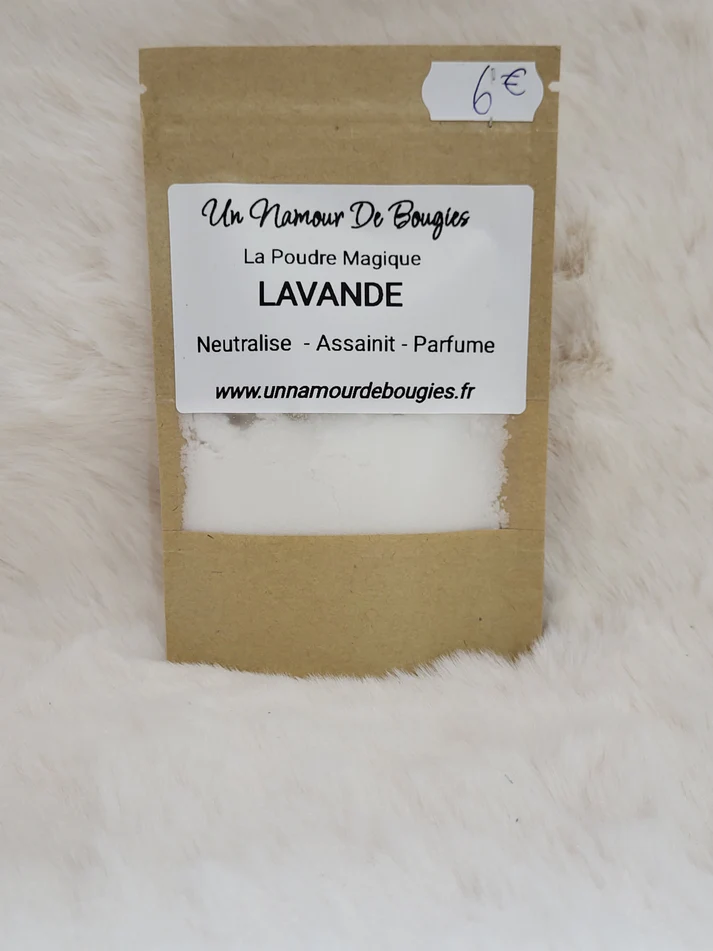 6€
Un Namour De Bougies
La Poudre Magique
LAVANDE
Neutralise - Assainit - Parfume
www.unnamourdebougies.fr